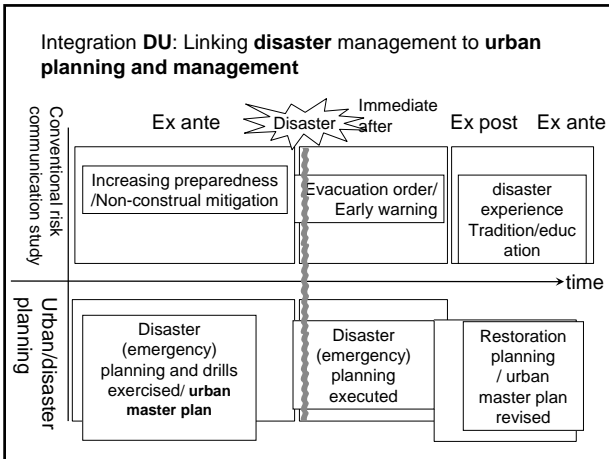 Integration DU: Linking disaster management to urban
planning and management
Conventional risk
communication study
Ex ante
Disaster
Immediate
after
Ex post
Ex ante
Increasing preparedness
/Non-construal mitigation
Evacuation order/
Early warning
disaster
experience
Tradition/educ
ation
time
Urban/disaster
planning
Disaster
(emergency)
planning and drills
exercised/ urban
master plan
Disaster
(emergency)
planning
executed
Restoration
planning
/ urban
master plan
revised